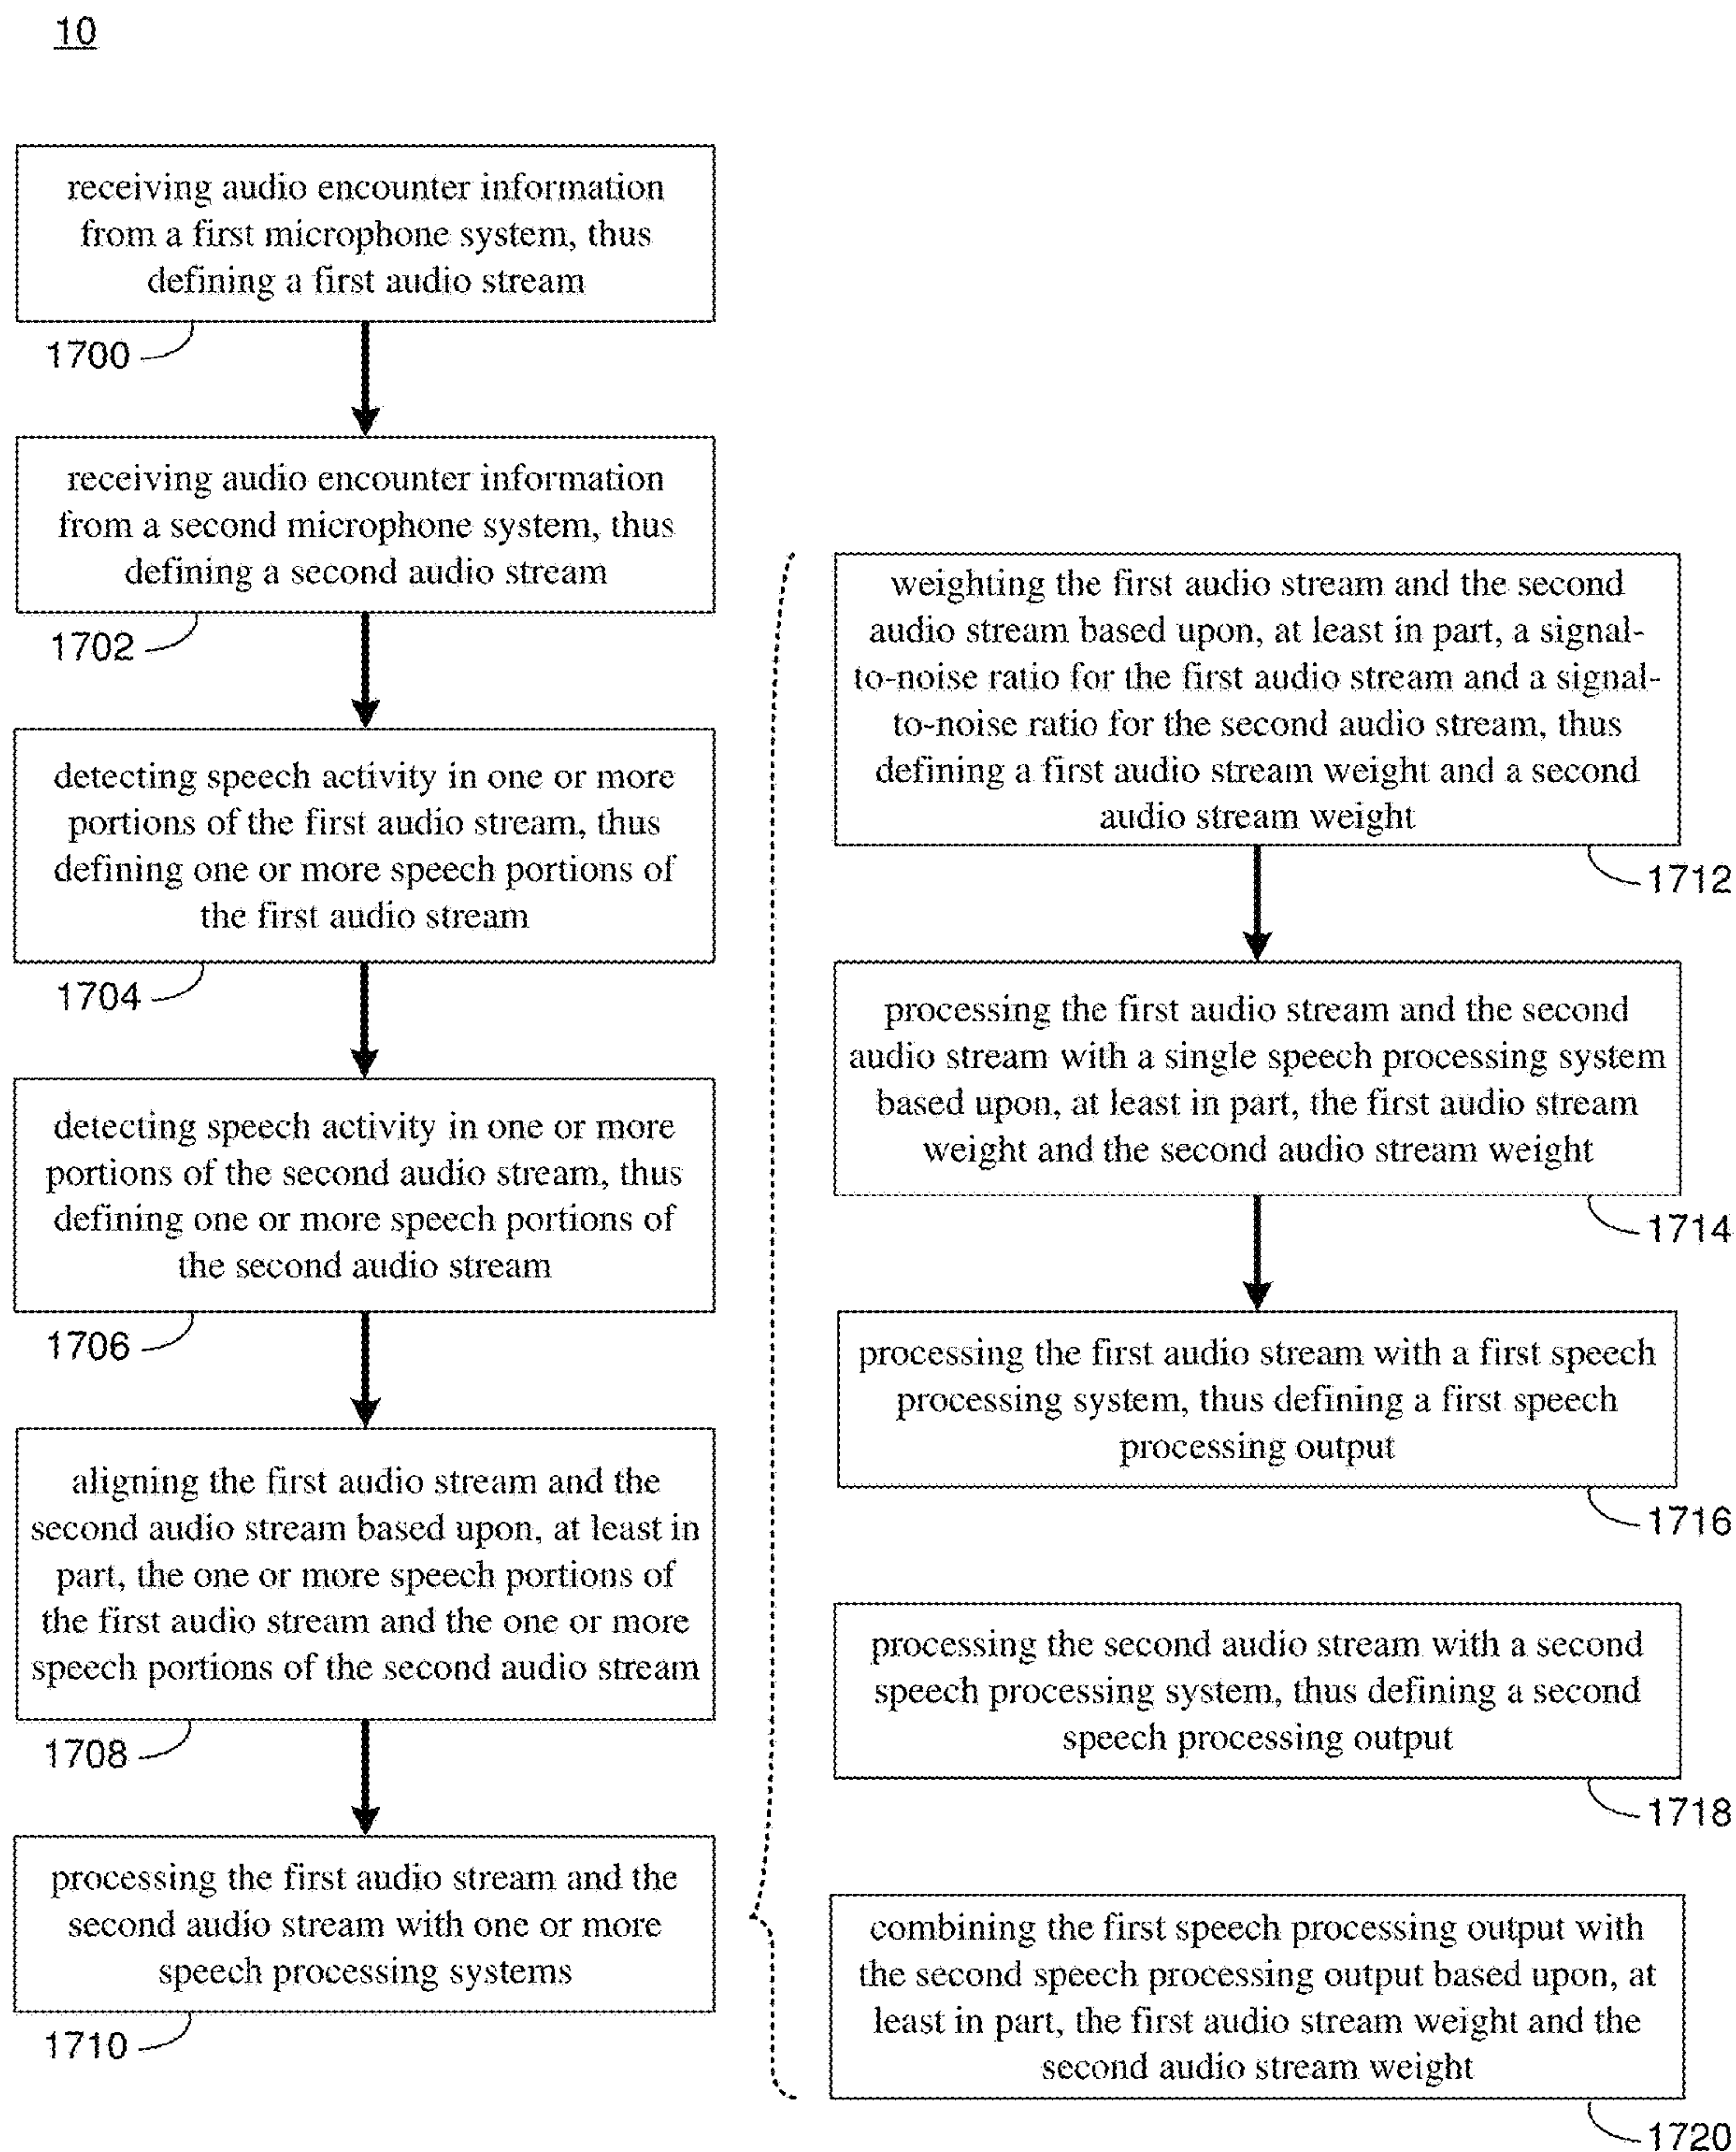 10
receiving audio encounter information
from a first microphone system, thus
defining a first audio stream
1700
receiving audio encounter information
from a second microphone system, thus
defining a second audio stream
1702
detecting speech activity in one or more
portions of the first audio stream, thus
defining one or more speech portions of
the first audio stream
1704
detecting speech activity in one or more
portions of the second audio stream, thus
defining one or more speech portions of
the second audio stream
1706
aligning the first audio stream and the
second audio stream based upon, at least in
part, the one or more speech portions of
the first audio stream and the one or more
speech portions of the second audio stream
1708
processing the first audio stream and the
second audio stream with one or more
speech processing systems
1710
weighting the first audio stream and the second
audio stream based upon, at least in part, a signal-
to-noise ratio for the first audio stream and a signal-
to-noise ratio for the second audio stream, thus
defining a first audio stream weight and a second
audio stream weight
1712
processing the first audio stream and the second
audio stream with a single speech processing system
based upon, at least in part, the first audio stream
weight and the second audio stream weight
1714
processing the first audio stream with a first speech
processing system, thus defining a first speech
processing output
1716
processing the second audio stream with a second
speech processing system, thus defining a second
speech processing output
1718
combining the first speech processing output with
the second speech processing output based upon, at
least in part, the first audio stream weight and the
second audio stream weight
1720